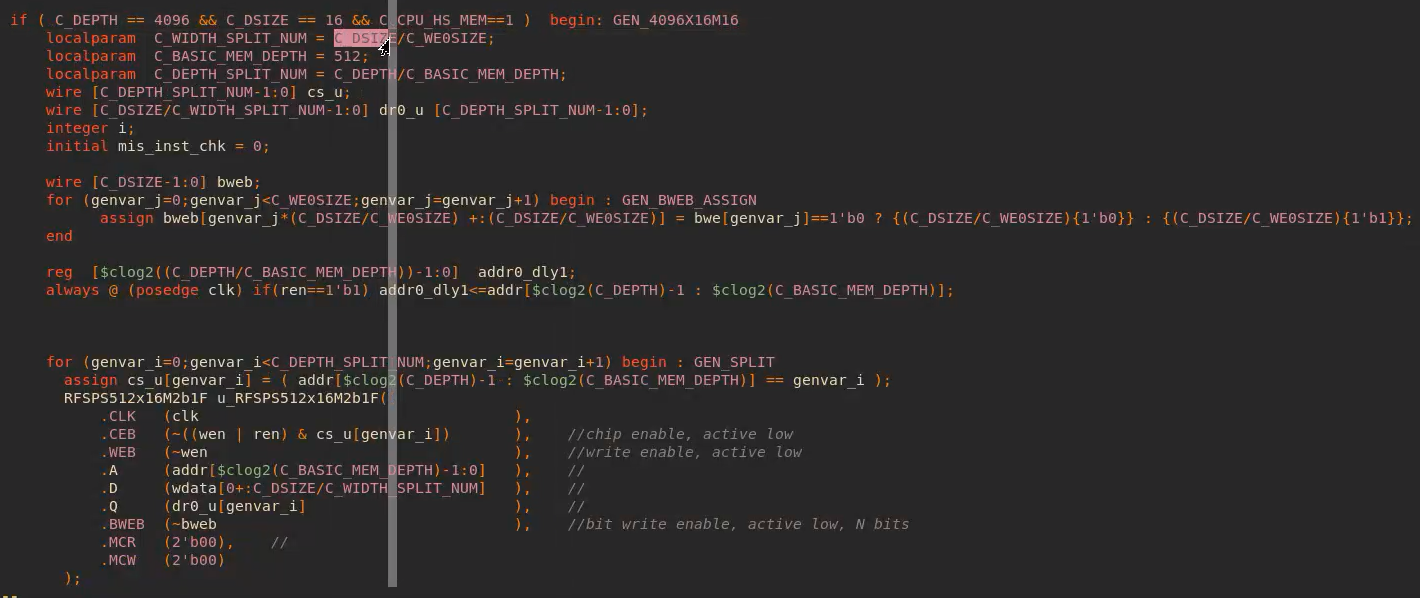 if ( C_DEPTH == 4096 && C_DSIZE == 16 && C_CPU_HS_MEM==1 )  begin: GEN_4096X16M16
    localparam  C_WIDTH_SPLIT_NUM = C_DSIZE/C_WE0SIZE;
    localparam  C_BASIC_MEM_DEPTH = 512;
    localparam  C_DEPTH_SPLIT_NUM = C_DEPTH/C_BASIC_MEM_DEPTH;
    wire [C_DEPTH_SPLIT_NUM-1:0] cs_u;
    wire [C_DSIZE/C_WIDTH_SPLIT_NUM-1:0] dr0_u [C_DEPTH_SPLIT_NUM-1:0];
    integer i;
    initial mis_inst_chk = 0;
    wire [C_DSIZE-1:0] bweb;
    for (genvar_j=0;genvar_j<C_WE0SIZE;genvar_j=genvar_j+1) begin : GEN_BWEB_ASSIGN
          assign bweb[genvar_j*(C_DSIZE/C_WE0SIZE) +:(C_DSIZE/C_WE0SIZE)] = bwe[genvar_j]==1'b0 ? {(C_DSIZE/C_WE0SIZE){1'b0}} : {(C_DSIZE/C_WE0SIZE){1'b1}};
    end
    reg  [$clog2((C_DEPTH/C_BASIC_MEM_DEPTH))-1:0]  addr0_dly1;
    always @ (posedge clk) if(ren==1'b1) addr0_dly1<=addr[$clog2(C_DEPTH)-1 : $clog2(C_BASIC_MEM_DEPTH)];
    for (genvar_i=0;genvar_i<C_DEPTH_SPLIT_NUM;genvar_i=genvar_i+1) begin : GEN_SPLIT
      assign cs_u[genvar_i] = ( addr[$clog2(C_DEPTH)-1 : $clog2(C_BASIC_MEM_DEPTH)] == genvar_i );
      RFSPS512x16M2b1F u_RFSPS512x16M2b1F(
          .CLK   (clk                                   ),
          .CEB   (~((wen | ren) & cs_u[genvar_i])       ),    //chip enable, active low
          .WEB   (~wen                                  ),    //write enable, active low
          .A     (addr[$clog2(C_BASIC_MEM_DEPTH)-1:0]   ),    //
          .D     (wdata[0+:C_DSIZE/C_WIDTH_SPLIT_NUM]   ),    //
          .Q     (dr0_u[genvar_i]                       ),    //
          .BWEB  (~bweb                                 ),    //bit write enable, active low, N bits
          .MCR   (2'b00),    //
          .MCW   (2'b00)
      );